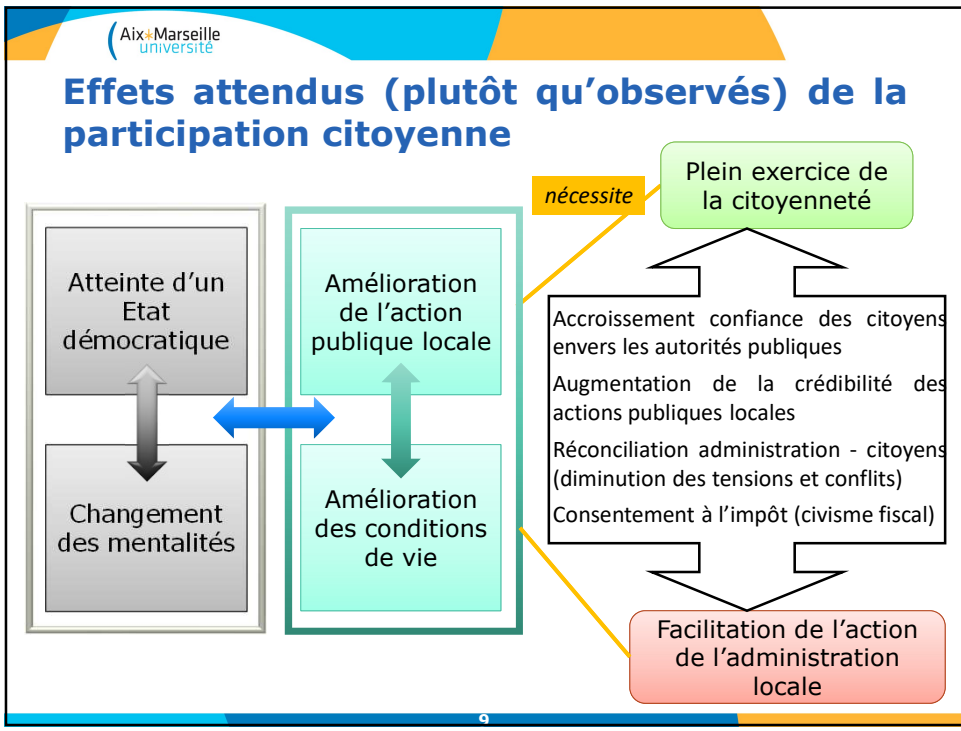 Aix*Marseille
université
Effets attendus (plutôt qu'observés) de la
participation citoyenne
Atteinte d'un
Etat
démocratique
Changement
des mentalités
Amélioration
de l'action
publique locale
Amélioration
des conditions
de vie
nécessite
Plein exercice de
la citoyenneté
Accroissement confiance des citoyens
envers les autorités publiques
Augmentation de la crédibilité des
actions publiques locales
Réconciliation administration - citoyens
(diminution des tensions et conflits)
Consentement à l'impôt (civisme fiscal)
Facilitation de l'action
de l'administration
locale
9